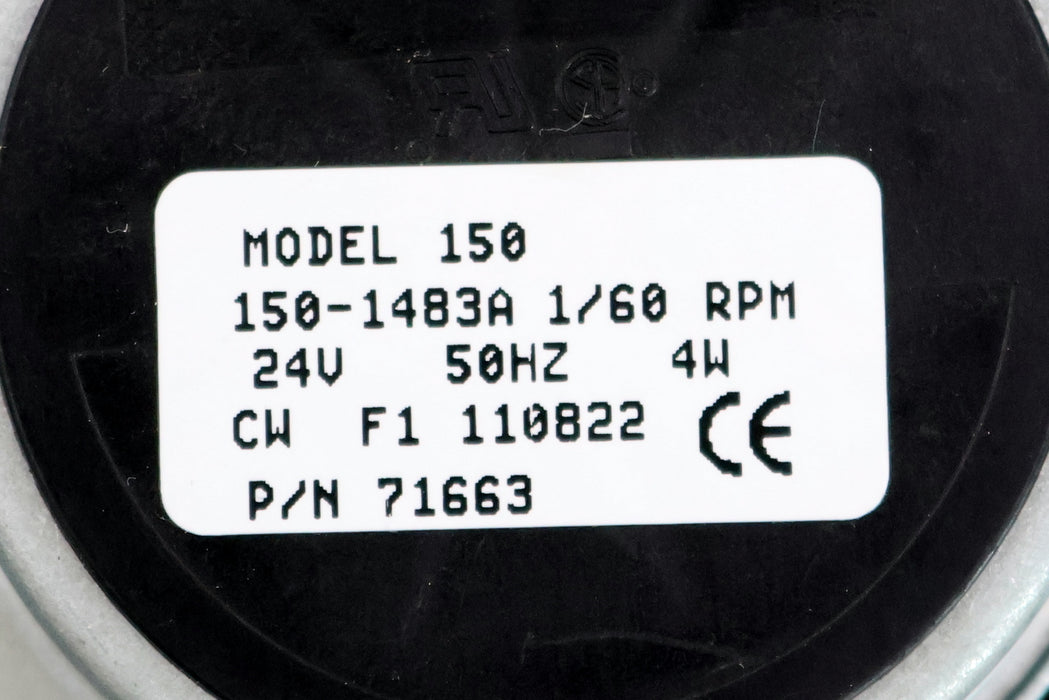 MODEL 150
150-1483A 1/60 RPM
24V 50HZ 4W
CW F1 110822 CE
P/N 71663